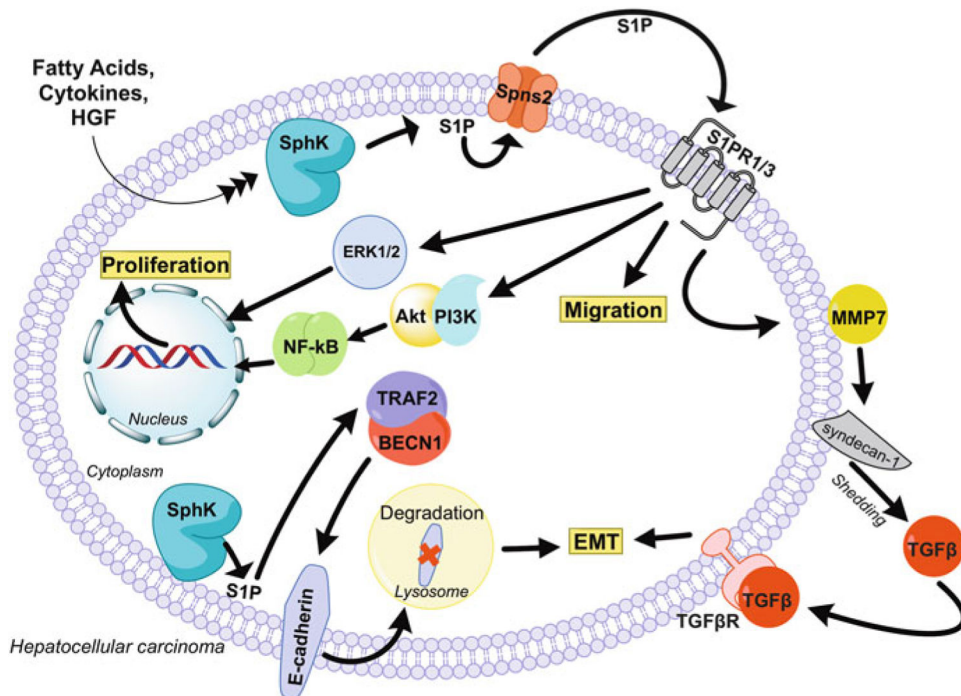 S1P
Fatty Acids,
Cytokines,
HGF
Spns2
SphK
S1P
S1PR1/3
ERK1/2
Proliferation
Akt
PI3K
Migration
MMP7
NF-kB
TRAF2
Nucleus
BECN1
syndecan-1
Cytoplasm
Shedding
SphK
Degradation
EMT
TGFβ
S1P
Lysosome
TGFβ
TGFβR
E-cadherin
Hepatocellular carcinoma